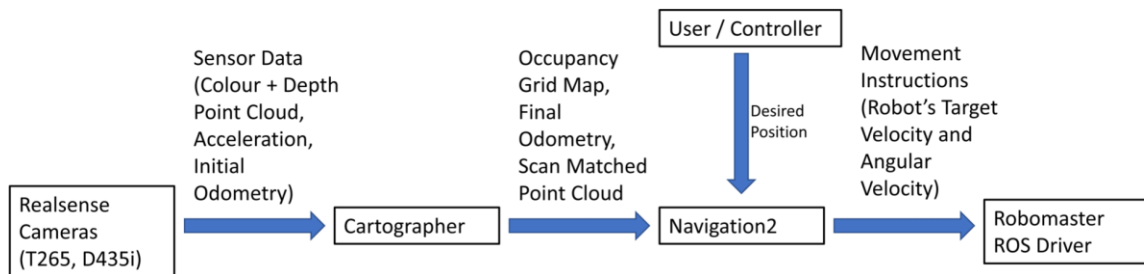 Sensor Data
(Colour + Depth
Point Cloud,
Acceleration,
Initial
Odometry)
Realsense
Cameras
(T265, D435i)
Cartographer
Occupancy
Grid Map,
Final
Odometry,
Scan Matched
Point Cloud
User / Controller
Desired
Position
Navigation2
Movement
Instructions
(Robot's Target
Velocity and
Angular
Velocity)
Robomaster
ROS Driver